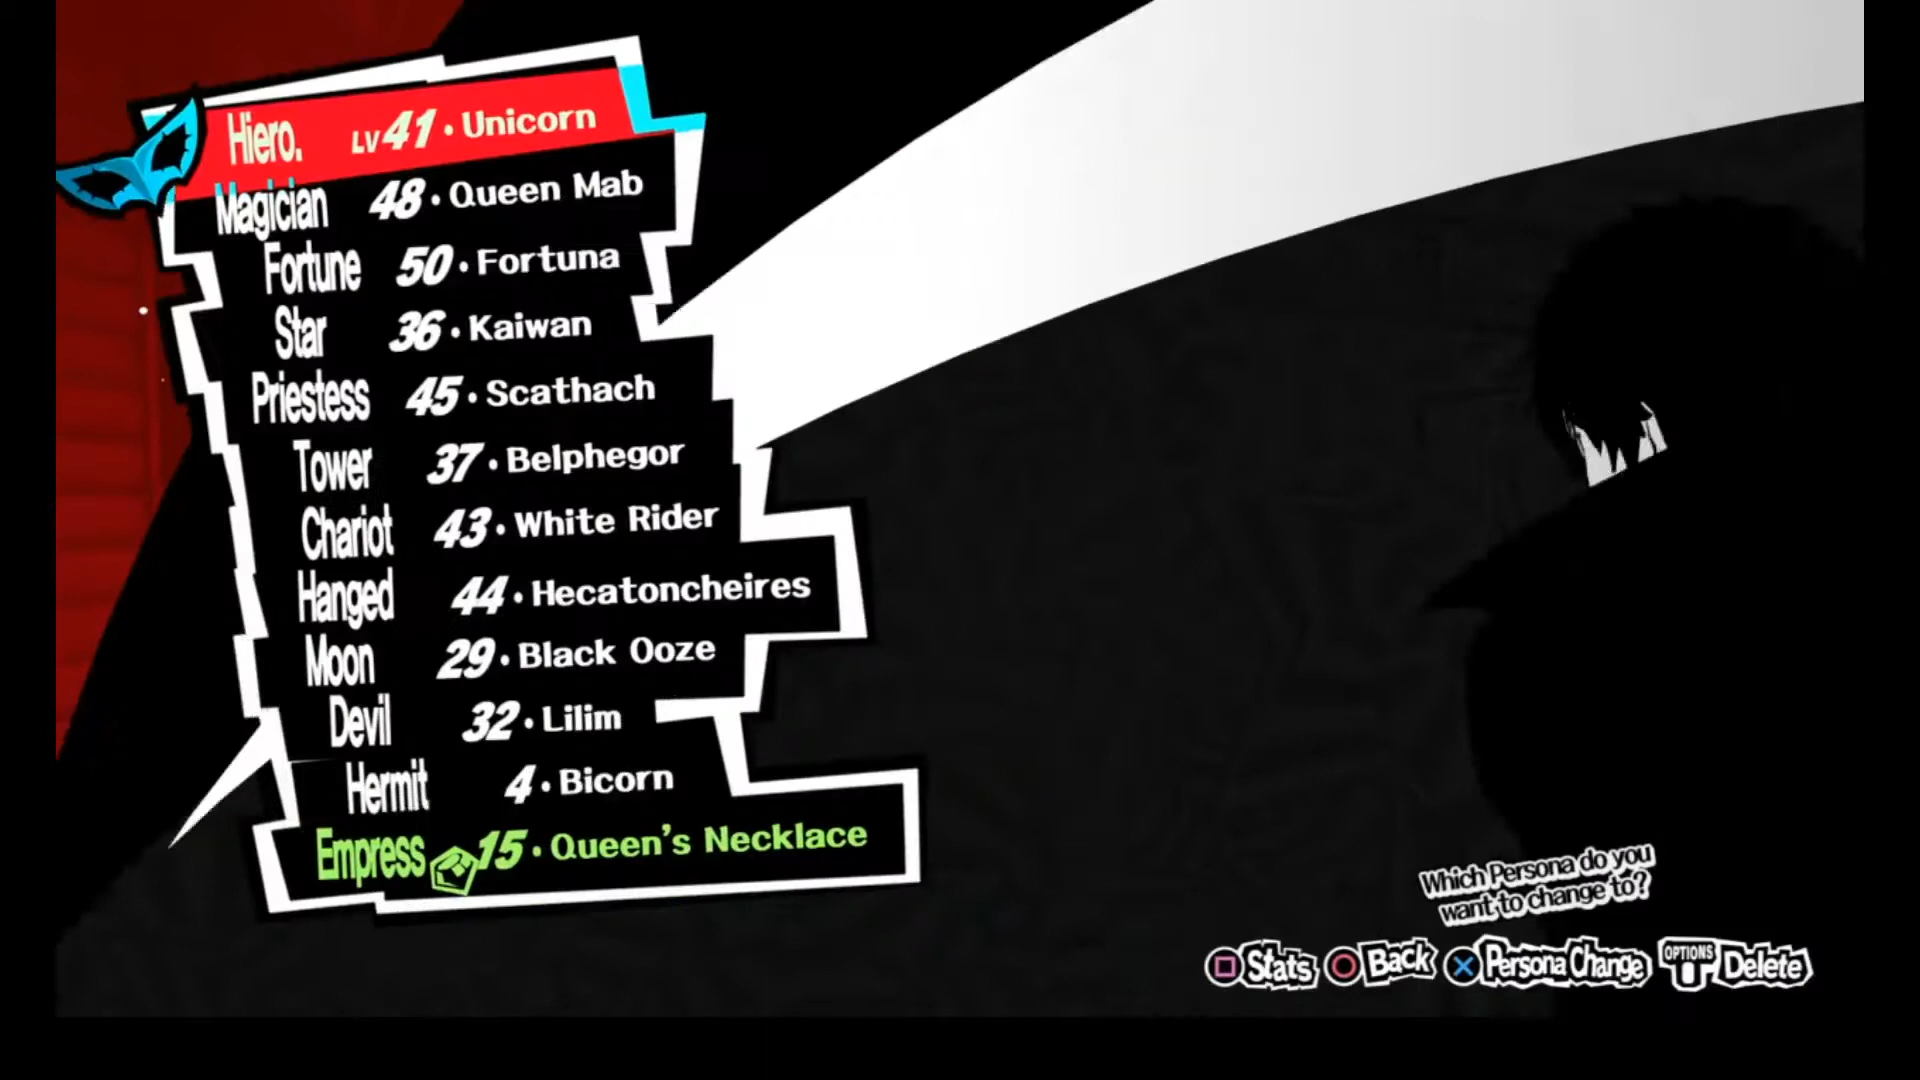 Hiero. LV 41 · Unicorn
Magician 48 · Queen Mab
Fortune 50 · Fortuna
Star 36 · Kaiwan
Priestess 45 · Scathach
Tower 37 · Belphegor
Chariot 43 · White Rider
Hanged 44 · Hecatoncheires
Moon 29 · Black Ooze
Devil 32 · Lilim
Hermit 4 · Bicorn
Empress 15 · Queen's Necklace
Which Persona do you
want to change to?
Stats Back Persona Change OPTIONS Delete